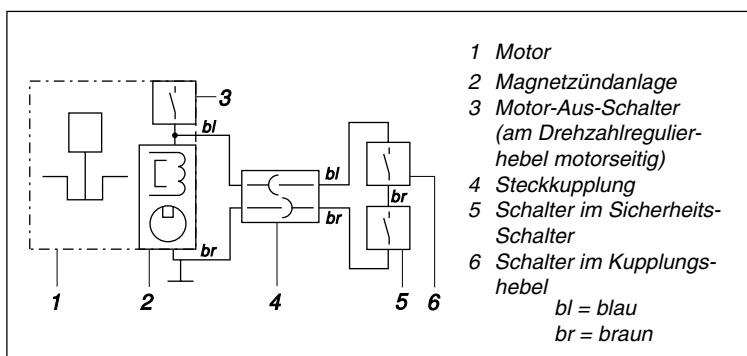 3
bl
bl
br
br
br
1
2
4
5
6
1 Motor
2 Magnetzündanlage
3 Motor-Aus-Schalter
(am Drehzahlregulier-
hebel motorseitig)
4 Steckkupplung
5 Schalter im Sicherheits-
Schalter
6 Schalter im Kupplungs-
hebel
bl = blau
br = braun